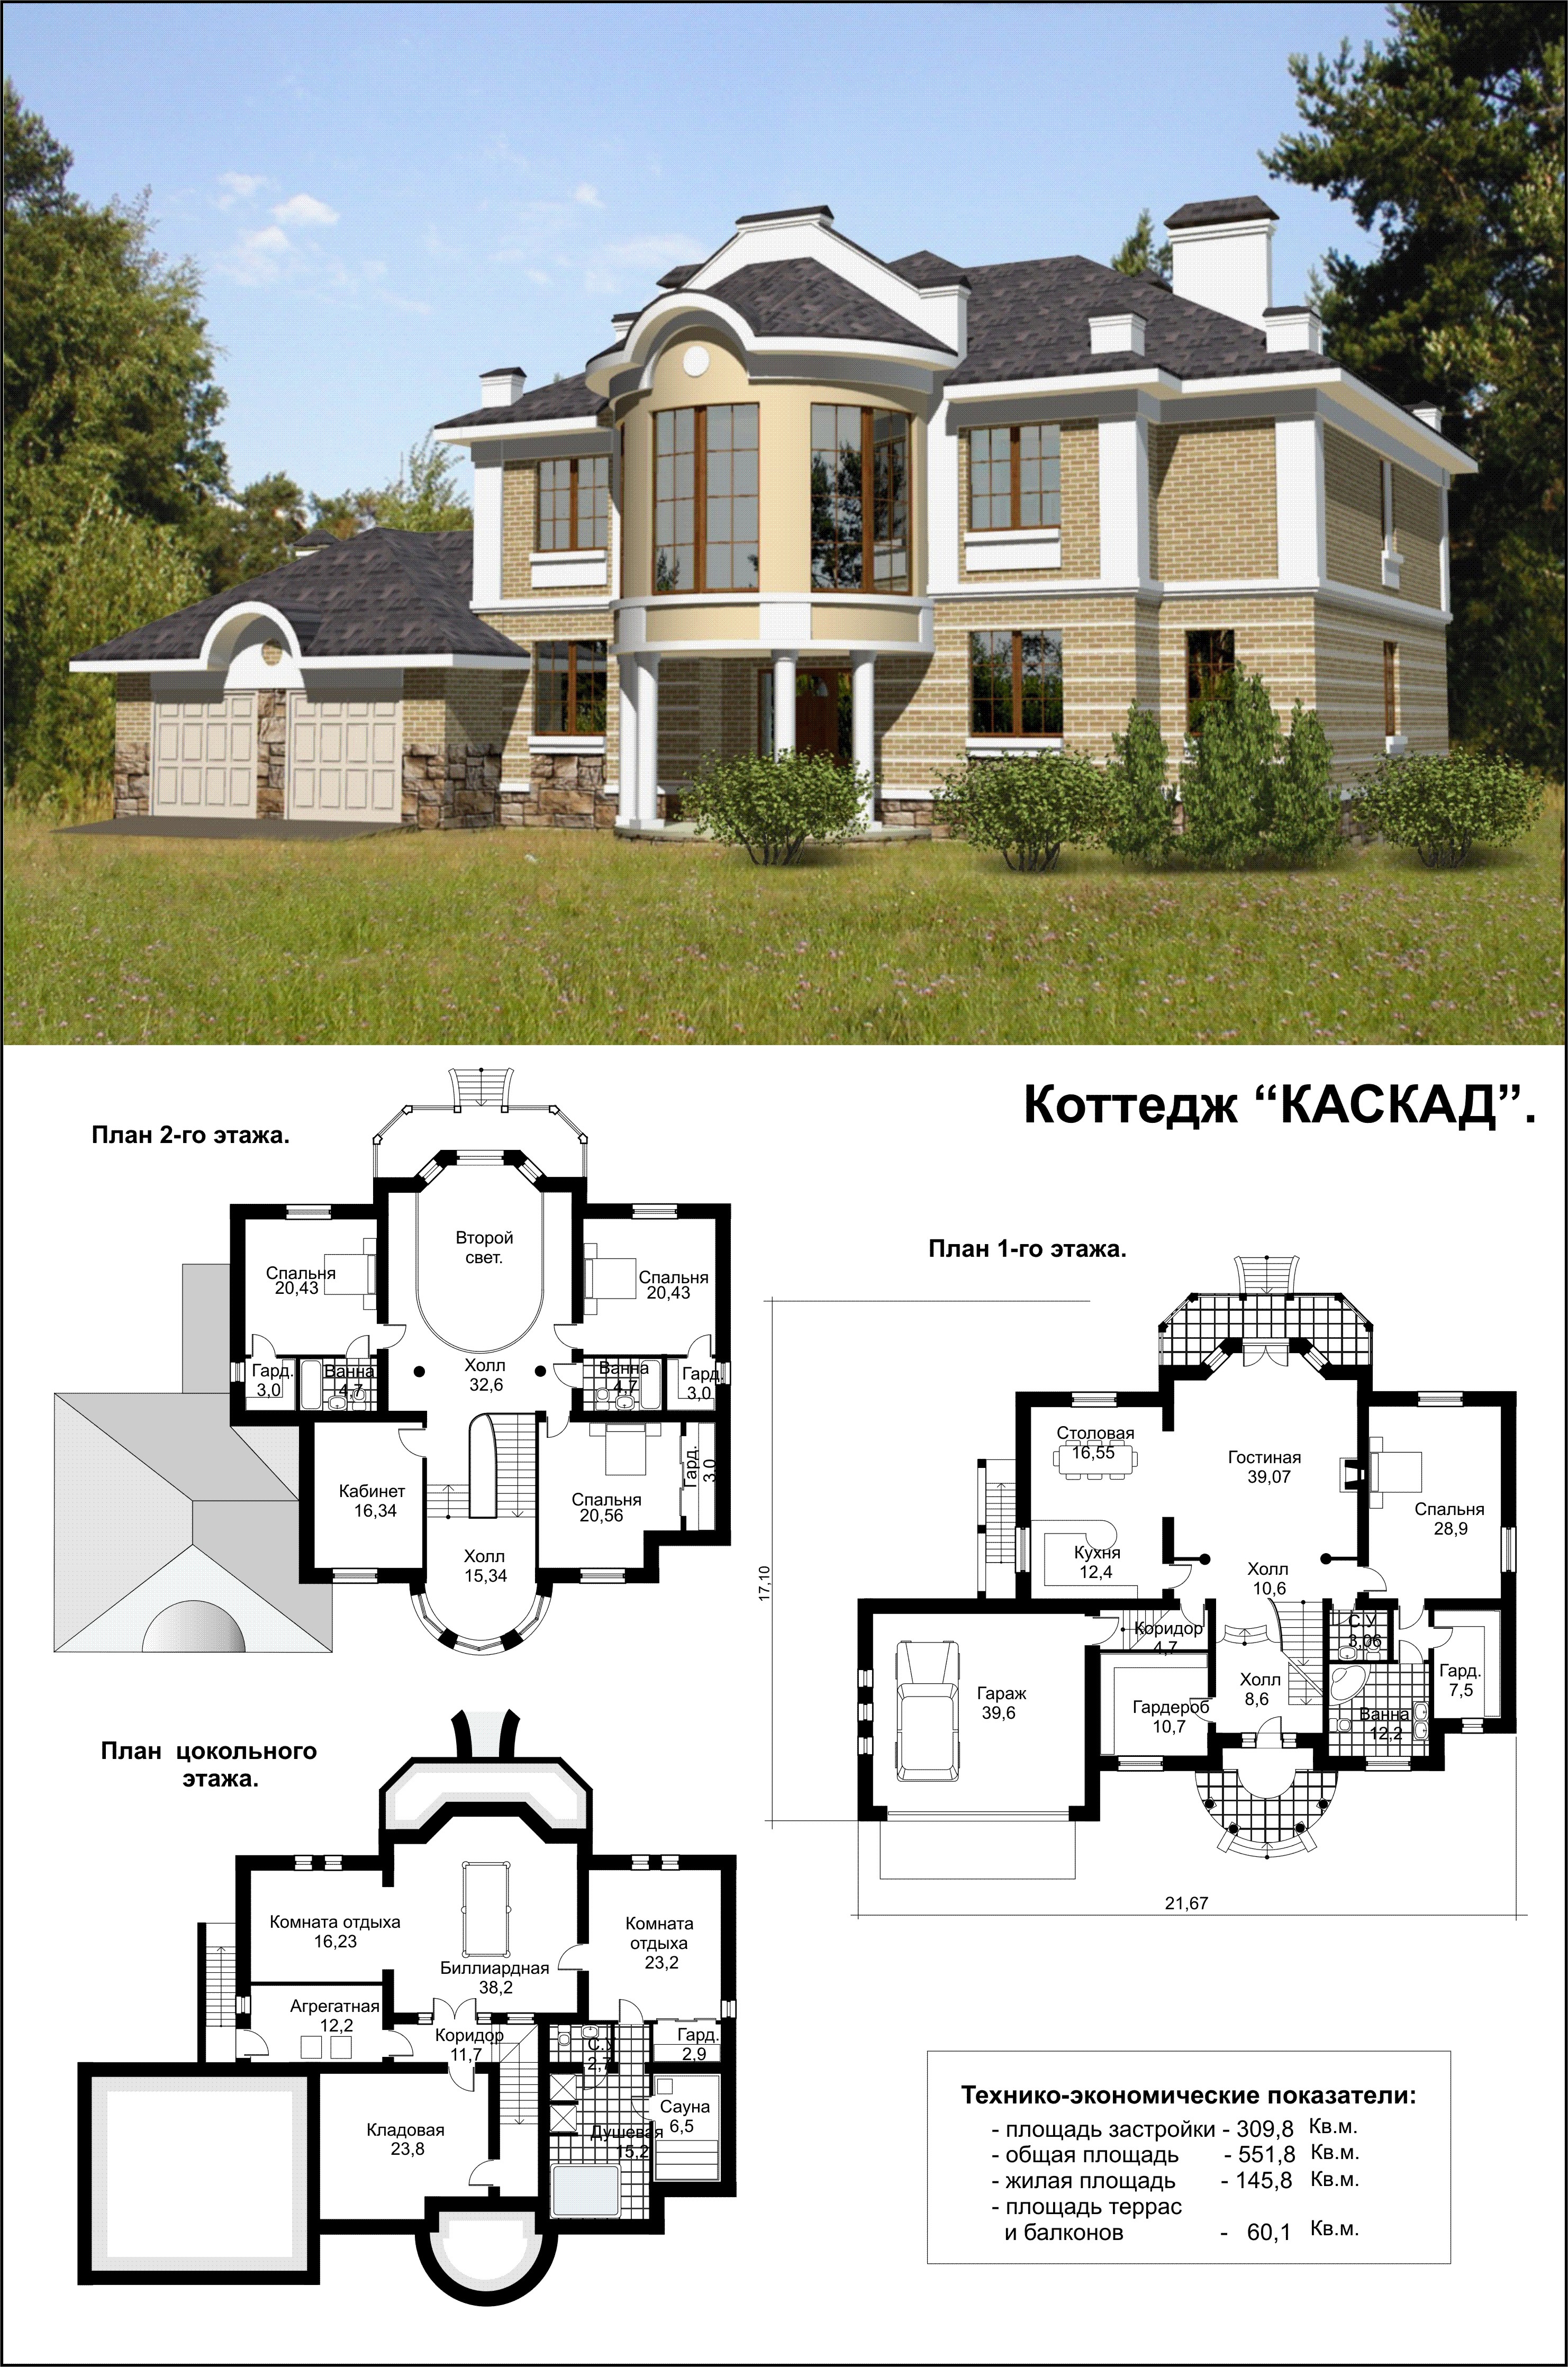 Коттедж “КАСКАД”.
План 2-го этажа.
Второй
свет.
Спальня
20,43
Спальня
20,43
Гард.
3,0
Ванна
4,7
Холл
32,6
Ванна
4,7
Гард.
3,0
Кабинет
16,34
Спальня
20,56
Гард.
3,0
Холл
15,34
План 1-го этажа.
Столовая
16,55
Гостиная
39,07
Спальня
28,9
Кухня
12,4
Холл
10,6
17,10
Коридор
4,7
С.У
3,06
Гараж
39,6
Гардероб
10,7
Холл
8,6
Гард.
7,5
Ванна
12,2
21,67
План цокольного
этажа.
Комната отдыха
16,23
Комната
отдыха
23,2
Биллиардная
38,2
Агрегатная
12,2
Коридор
11,7
С.У
2,7
Гард.
2,9
Кладовая
23,8
Сауна
6,5
Душевая
15,2
Технико-экономические показатели:
- площадь застройки - 309,8 Кв.м.
- общая площадь - 551,8 Кв.м.
- жилая площадь - 145,8 Кв.м.
- площадь террас
и балконов - 60,1 Кв.м.